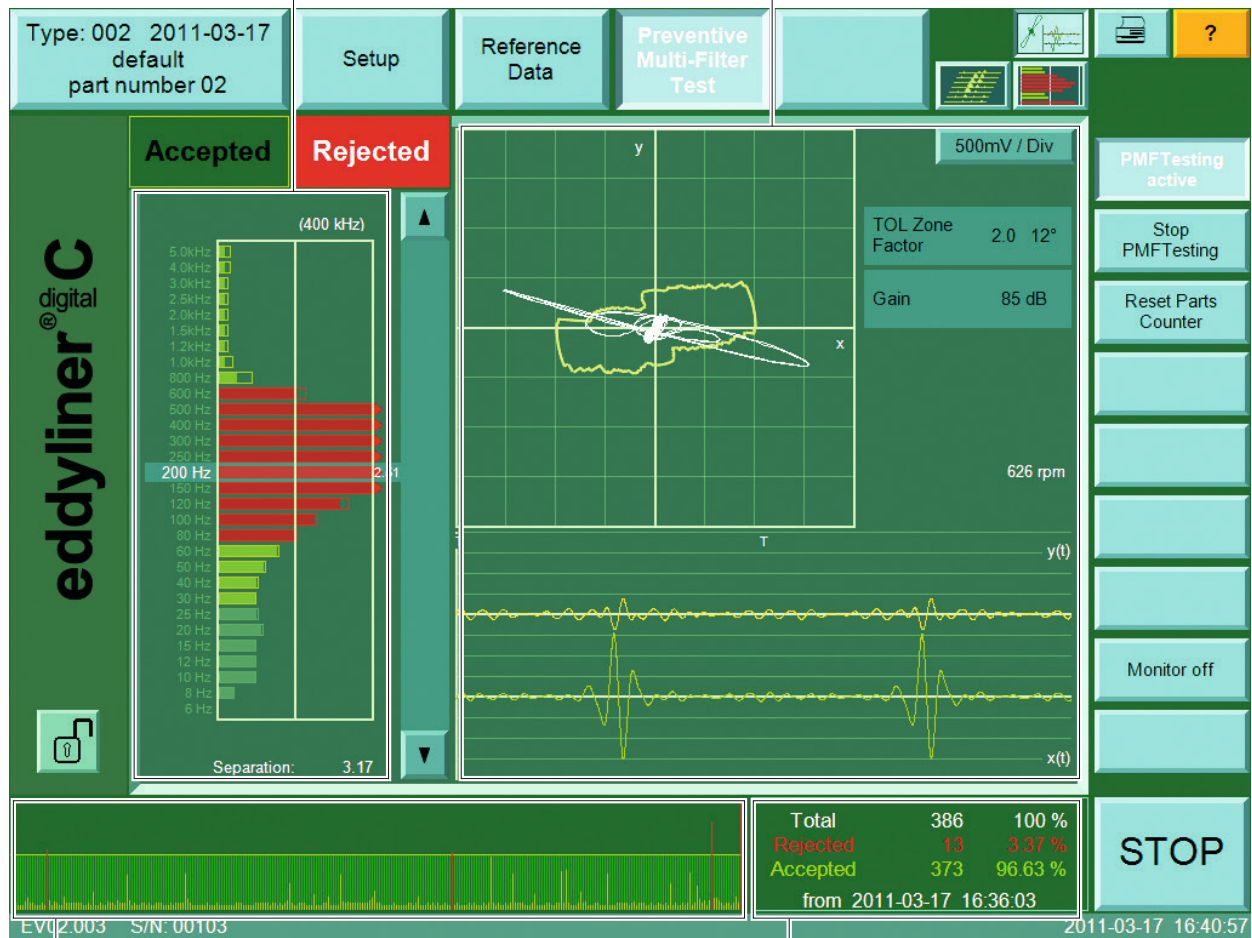 Type: 002 2011-03-17
default
part number 02
Setup
Reference
Data
Preventive
Multi-Filter
Test
?
Accepted
Rejected
(400 kHz)
5.0kHz
4.0kHz
3.0kHz
2.5kHz
2.0kHz
1.5kHz
1.2kHz
1.0kHz
800 Hz
600 Hz
500 Hz
400 Hz
300 Hz
250 Hz
200 Hz
150 Hz
120 Hz
100 Hz
80 Hz
60 Hz
50 Hz
40 Hz
30 Hz
25 Hz
20 Hz
15 Hz
12 Hz
10 Hz
8 Hz
6 Hz
Separation: 3.17
eddyliner® digital C
y
x
500mV / Div
TOL Zone
Factor 2.0 12°
Gain 85 dB
626 rpm
T
y(t)
x(t)
PMFTesting
active
Stop
PMFTesting
Reset Parts
Counter
Monitor off
STOP
Total 386 100 %
Rejected 13 3.37 %
Accepted 373 96.63 %
from 2011-03-17 16:36:03
EV02.003 S/N: 00103
2011-03-17 16:40:57